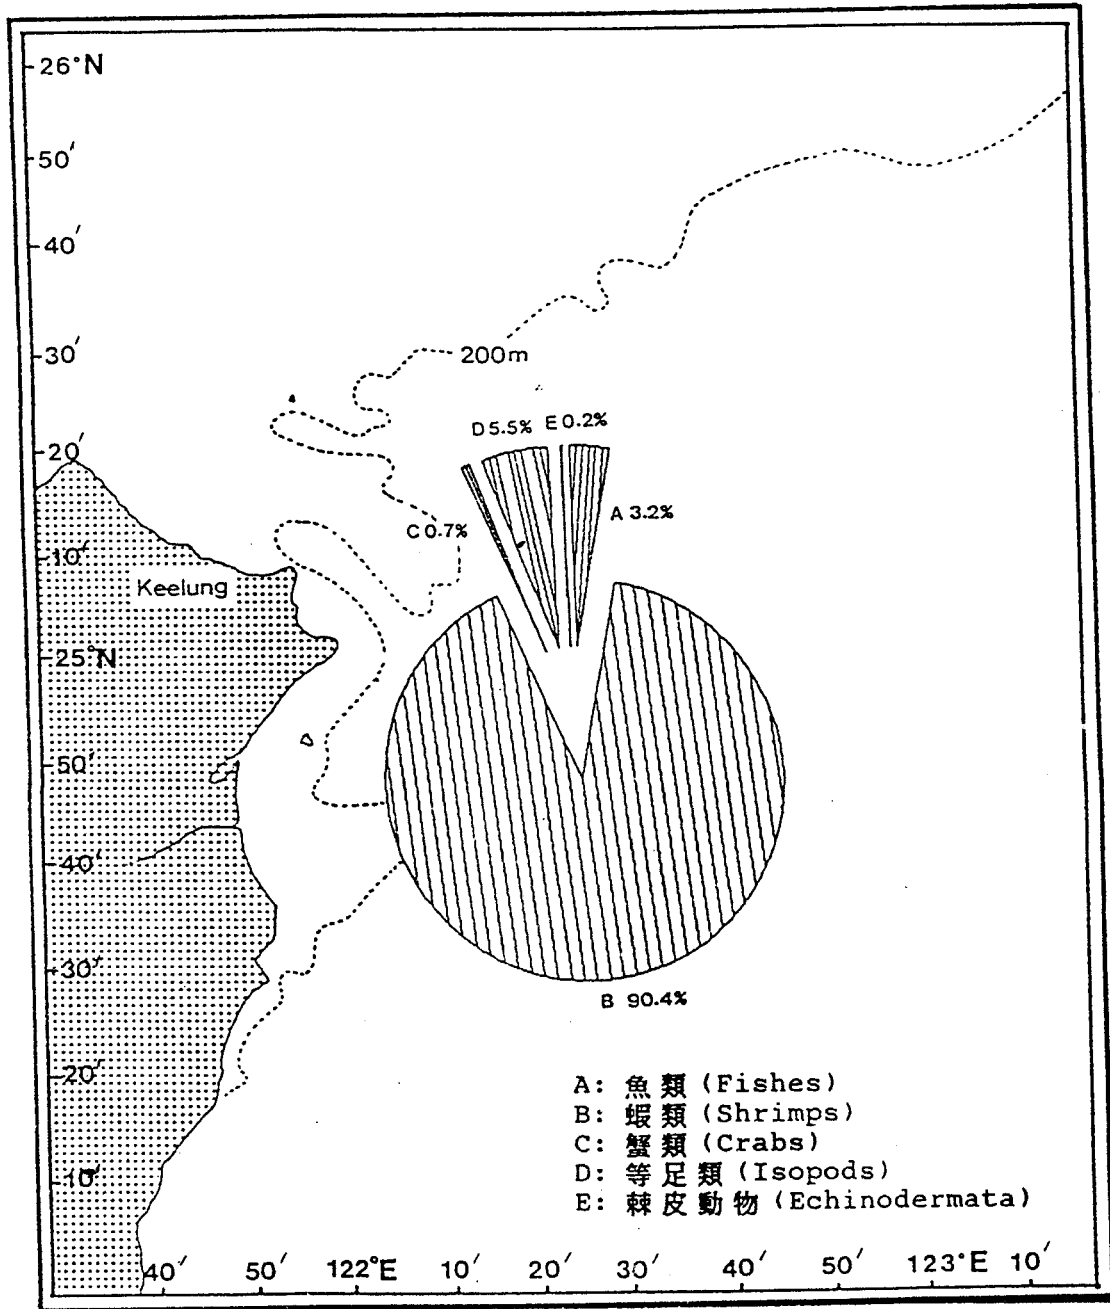 26°N
50′
40′
30′
200m
D 5.5% E 0.2%
20′
A 3.2%
C 0.7%
10′
Keelung
25°N
50′
40′
30′
B 90.4%
20′
A: 魚類 (Fishes)
B: 蝦類 (Shrimps)
C: 蟹類 (Crabs)
D: 等足類 (Isopods)
10′
E: 棘皮動物 (Echinodermata)
40′ 50′ 122°E 10′ 20′ 30′ 40′ 50′ 123°E 10′